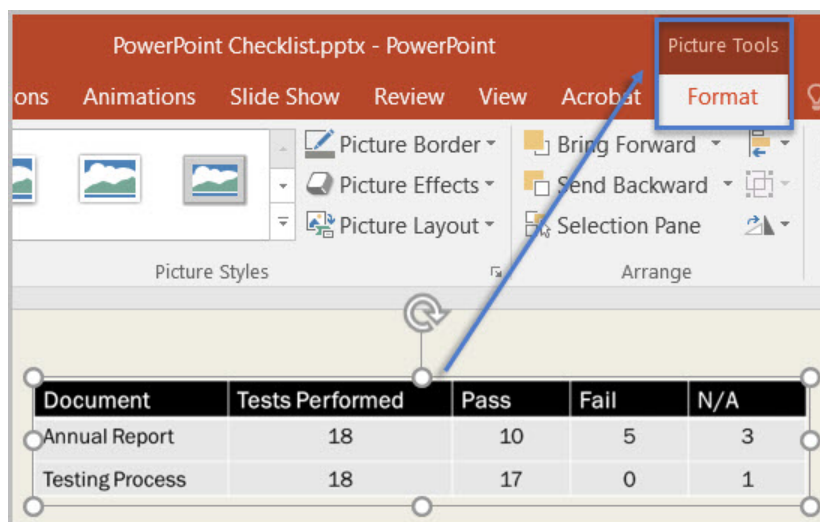 PowerPoint Checklist.pptx - PowerPoint Picture Tools
ons Animations Slide Show Review View Acrobat Format
Picture Border Bring Forward
Picture Effects Send Backward
Picture Layout Selection Pane
Picture Styles Arrange
Document Tests Performed Pass Fail N/A
Annual Report 18 10 5 3
Testing Process 18 17 0 1